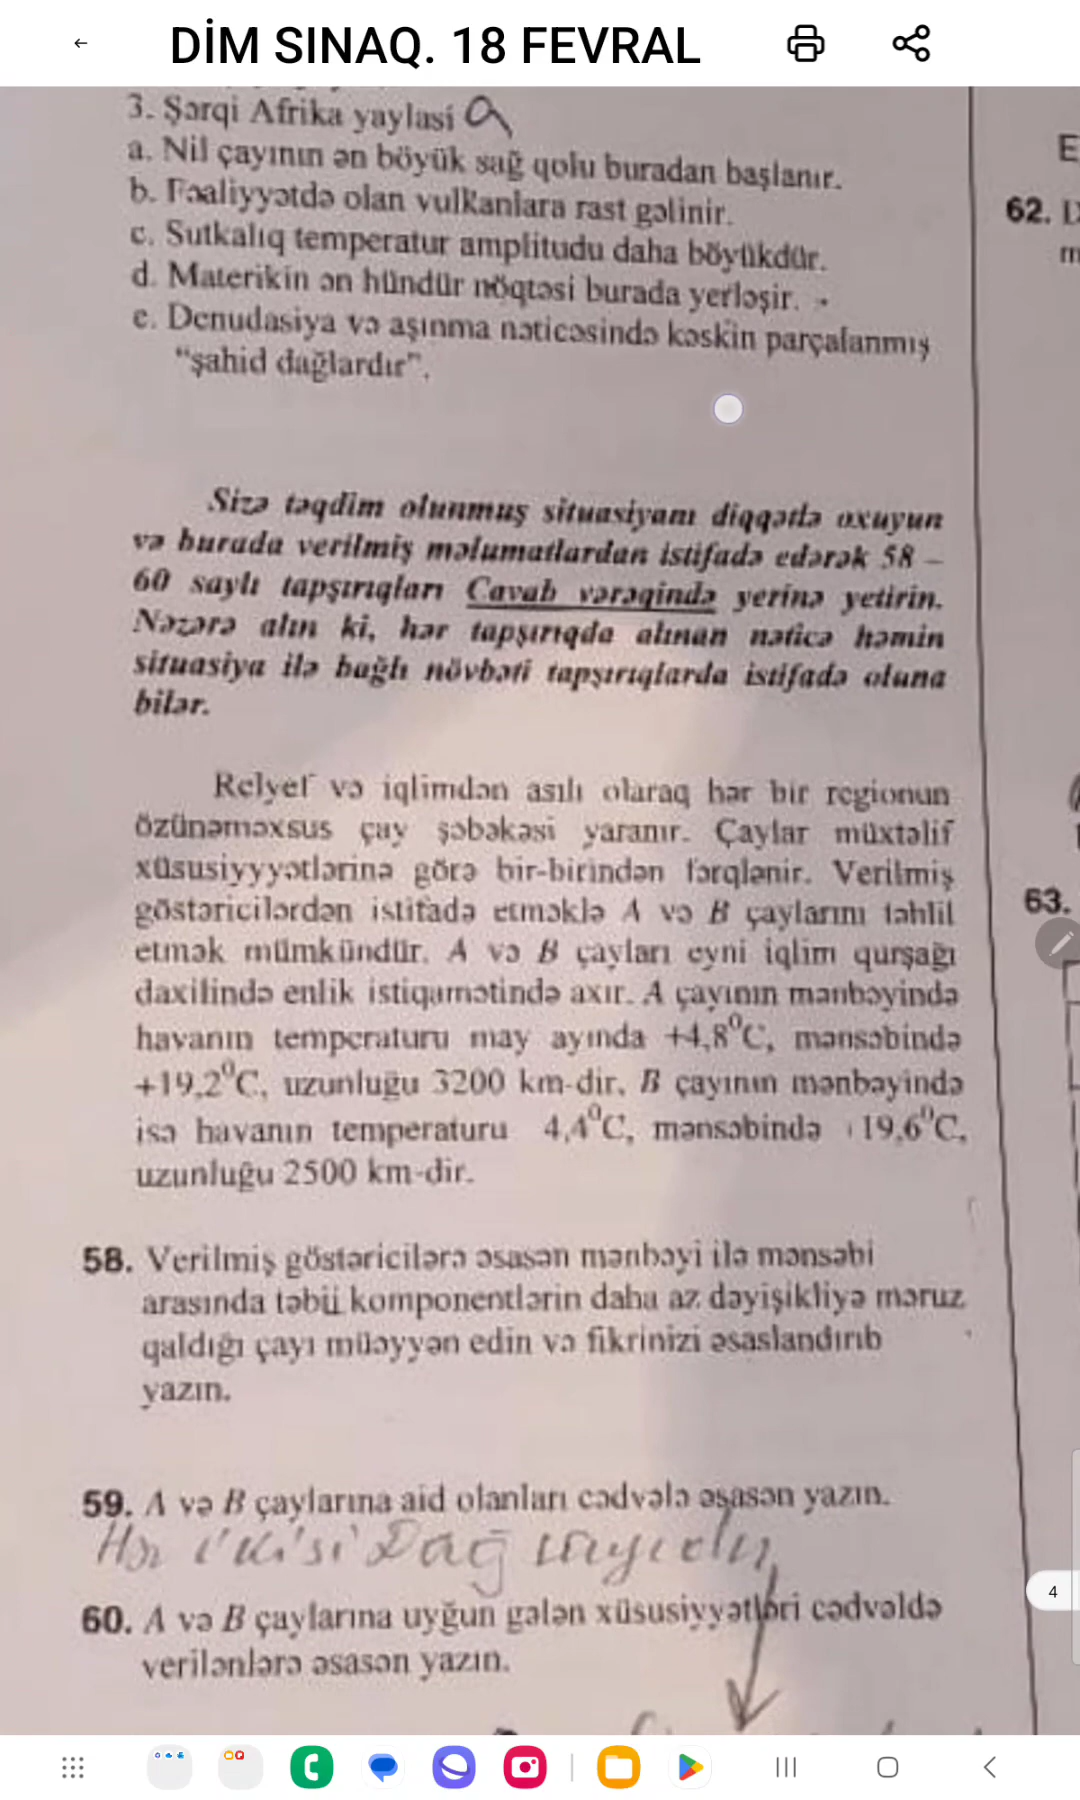 DİM SINAQ. 18 FEVRAL
3. Şərqi Afrika yaylasi a
a. Nil çayının ən böyük sağ qolu buradan başlanır.
b. Fəaliyyətdə olan vulkanlara rast gəlinir.
c. Sutkalıq temperatur amplitudu daha böyükdür.
d. Materikin ən hündür nöqtəsi burada yerləşir.
e. Denudasiya və aşınma nəticəsində kəskin parçalanmış
"şahid dağlardır".
Sizə təqdim olunmuş situasiyanı diqqətlə oxuyun
və burada verilmiş məlumatlardan istifadə edərək 58 –
60 saylı tapşırıqları Cavab vərəqində yerinə yetirin.
Nəzərə alın ki, hər tapşırıqda alınan nəticə həmin
situasiya ilə bağlı növbəti tapşırıqlarda istifadə oluna
bilər.
Relyef və iqlimdən asılı olaraq hər bir regionun
özünəməxsus çay şəbəkəsi yaranır. Çaylar müxtəlif
xüsusiyyyətlərinə görə bir-birindən fərqlənir. Verilmiş
göstəricilərdən istifadə etməklə A və B çaylarını təhlil
etmək mümkündür. A və B çayları eyni iqlim qurşağı
daxilində enlik istiqamətində axır. A çayının mənbəyində
havanın temperaturu may ayında +4,8⁰C, mənsəbində
+19,2⁰C, uzunluğu 3200 km-dir. B çayının mənbəyində
isə havanın temperaturu 4,4⁰C, mənsəbində +19,6⁰C,
uzunluğu 2500 km-dir.
58. Verilmiş göstəricilərə əsasən mənbəyi ilə mənsəbi
arasında təbii komponentlərin daha az dəyişikliyə məruz
qaldığı çayı müəyyən edin və fikrinizi əsaslandırıb
yazın.
59. A və B çaylarına aid olanları cədvələ əsasən yazın.
Hər ikisi Dağ
60. A və B çaylarına uyğun gələn xüsusiyyətləri cədvəldə
verilənlərə əsasən yazın.
E
62.
m
63.
4